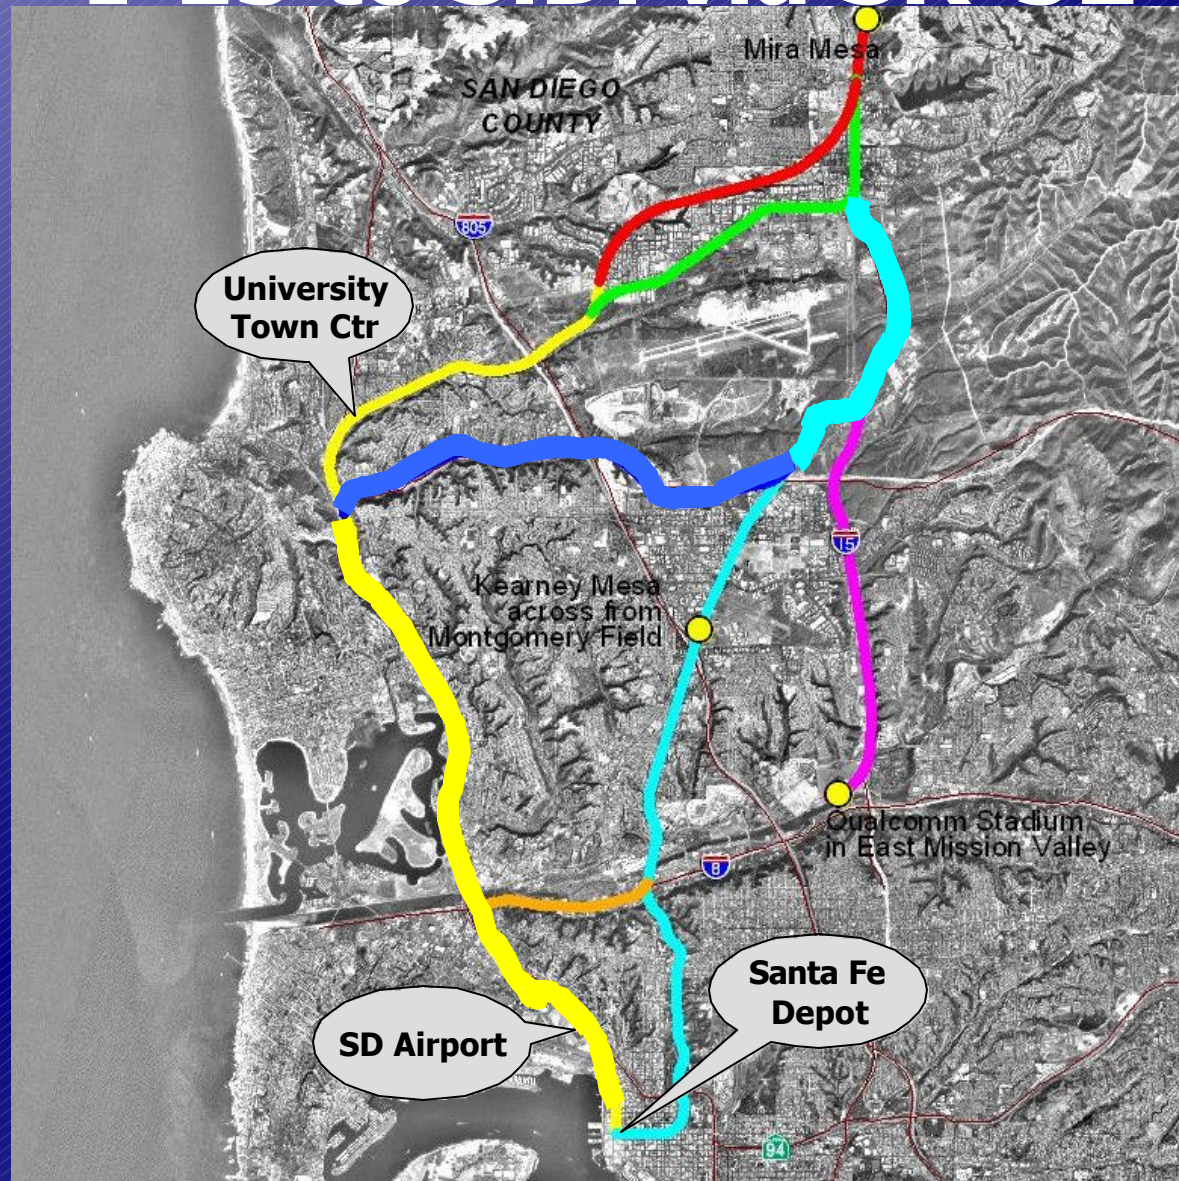 Mira Mesa
SAN DIEGO
COUNTY
805
University
Town Ctr
15
Kearney Mesa
across from
Montgomery Field
Qualcomm Stadium
in East Mission Valley
8
Santa Fe
Depot
SD Airport
94